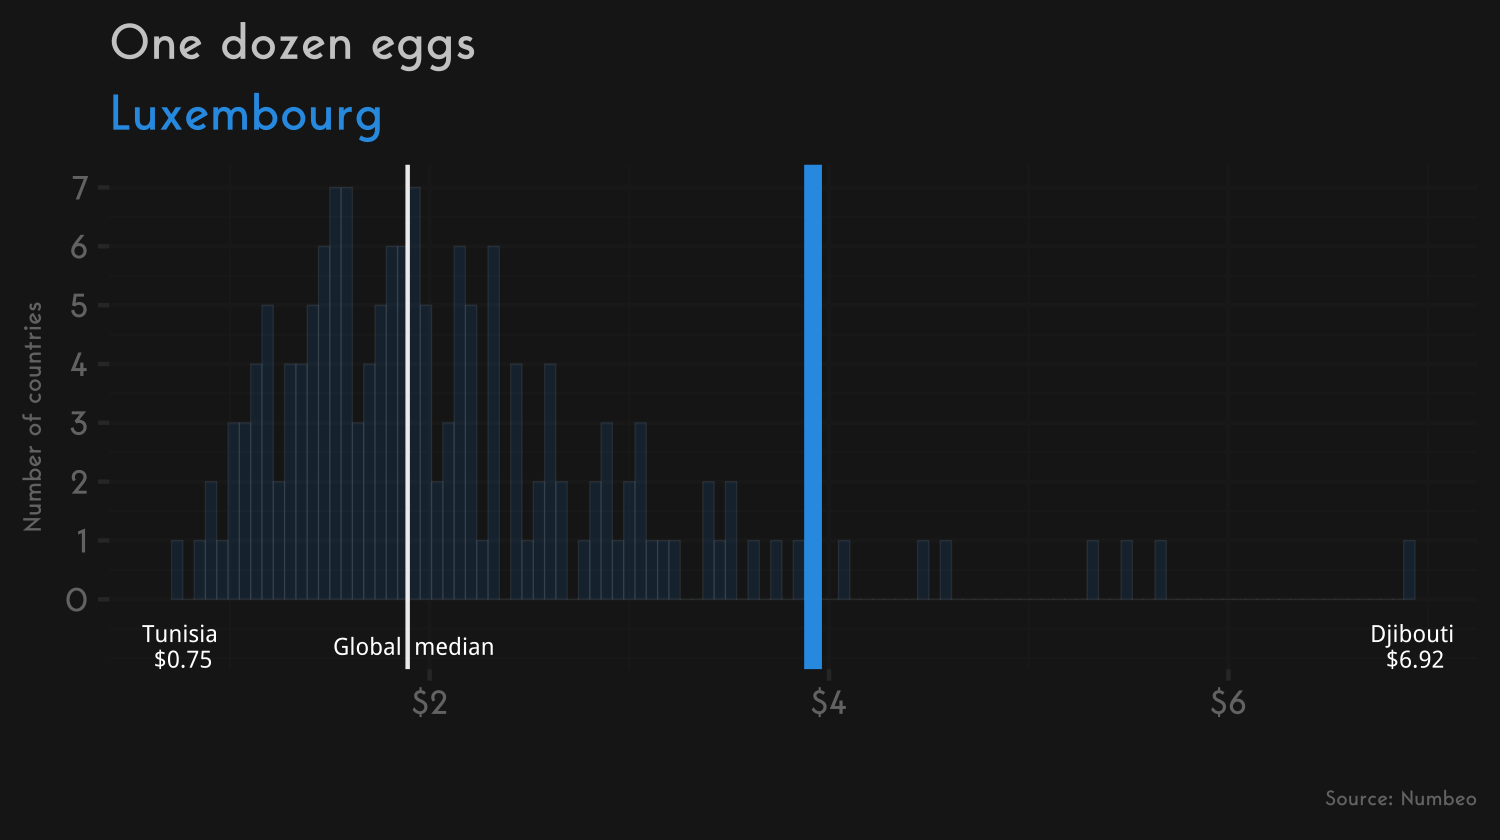 One dozen eggs
Luxembourg
Number of countries
7
6
5
4
3
2
1
0
Tunisia
$0.75
Global median
Djibouti
$6.92
$2
$4
$6
Source: Numbeo